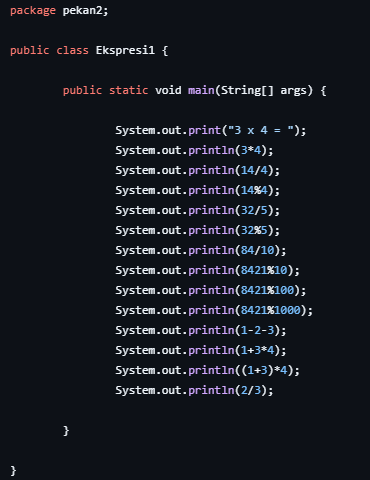 package pekan2;
public class Ekspresi1 {
public static void main(String[] args) {
System.out.print("3 x 4 = ");
System.out.println(3*4);
System.out.println(14/4);
System.out.println(14%4);
System.out.println(32/5);
System.out.println(32%5);
System.out.println(84/10);
System.out.println(8421%10);
System.out.println(8421%100);
System.out.println(8421%1000);
System.out.println(1-2-3);
System.out.println(1+3*4);
System.out.println((1+3)*4);
System.out.println(2/3);
}
}